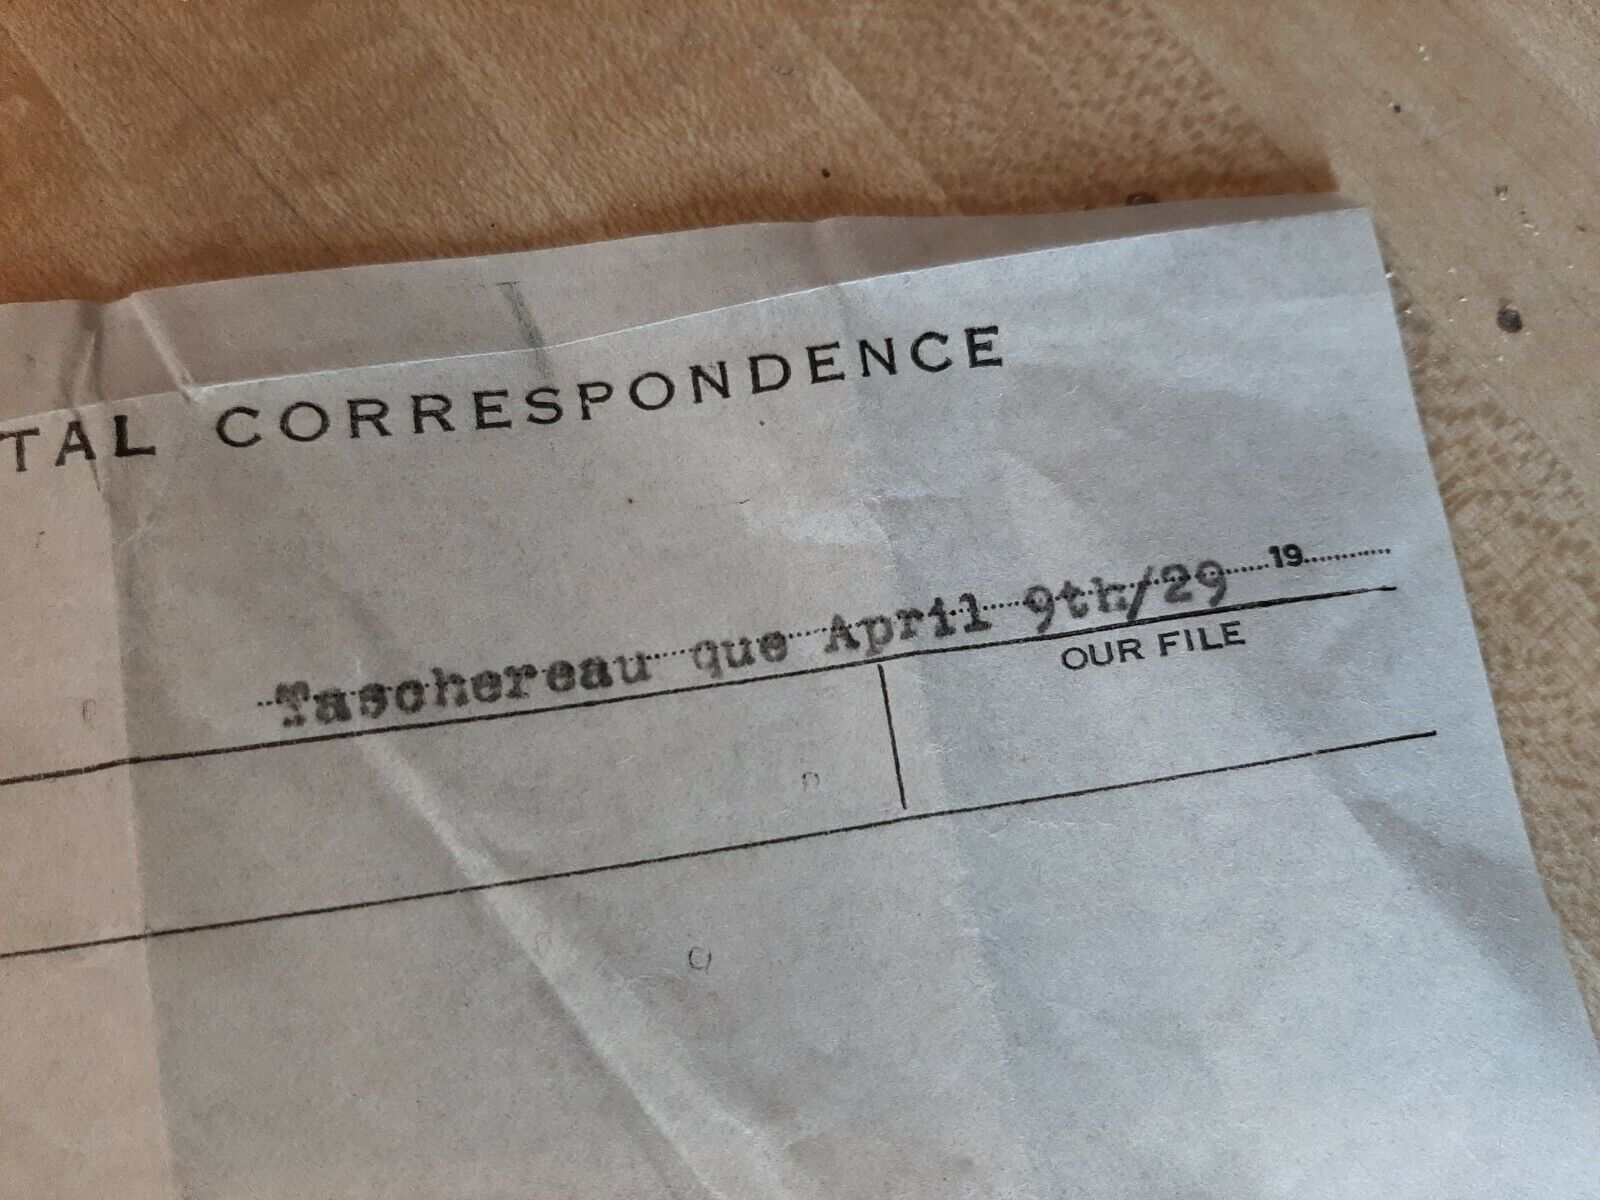 TAL CORRESPONDENCE
Taschereau que April 9th/29 19
OUR FILE